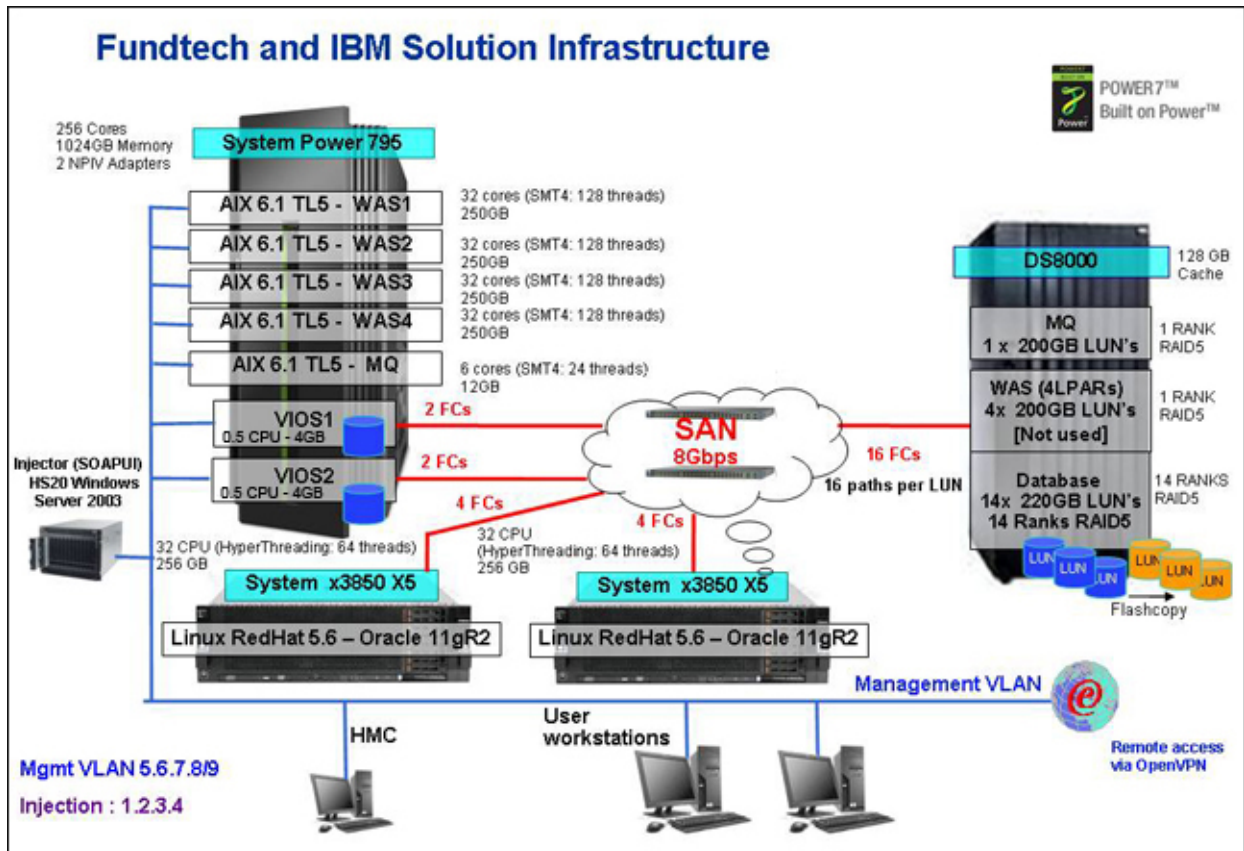 Fundtech and IBM Solution Infrastructure
POWER7™
Built on Power™
Power
256 Cores
1024GB Memory
2 NPIV Adapters
System Power 795
AIX 6.1 TL5 - WAS1
32 cores (SMT4: 128 threads)
250GB
AIX 6.1 TL5 - WAS2
32 cores (SMT4: 128 threads)
250GB
AIX 6.1 TL5 - WAS3
32 cores (SMT4: 128 threads)
250GB
AIX 6.1 TL5 - WAS4
32 cores (SMT4: 128 threads)
250GB
AIX 6.1 TL5 - MQ
6 cores (SMT4: 24 threads)
12GB
VIOS1
0.5 CPU - 4GB
2 FCs
VIOS2
0.5 CPU - 4GB
2 FCs
4 FCs
SAN
8Gbps
16 FCs
16 paths per LUN
4 FCs
DS8000
128 GB
Cache
MQ
1 x 200GB LUN's
1 RANK
RAID5
WAS (4LPARs)
4x 200GB LUN's
[Not used]
1 RANK
RAID5
Database
14x 220GB LUN's
14 Ranks RAID5
14 RANKS
RAID5
LUN
LUN
LUN
LUN
LUN
LUN
Flashcopy
Injector (SOAPUI)
HS20 Windows
Server 2003
32 CPU (HyperThreading: 64 threads)
256 GB
System x3850 X5
Linux RedHat 5.6 – Oracle 11gR2
32 CPU
(HyperThreading: 64 threads)
256 GB
System x3850 X5
Linux RedHat 5.6 – Oracle 11gR2
Management VLAN
HMC
User
workstations
Remote access
via OpenVPN
Mgmt VLAN 5.6.7.8/9
Injection : 1.2.3.4